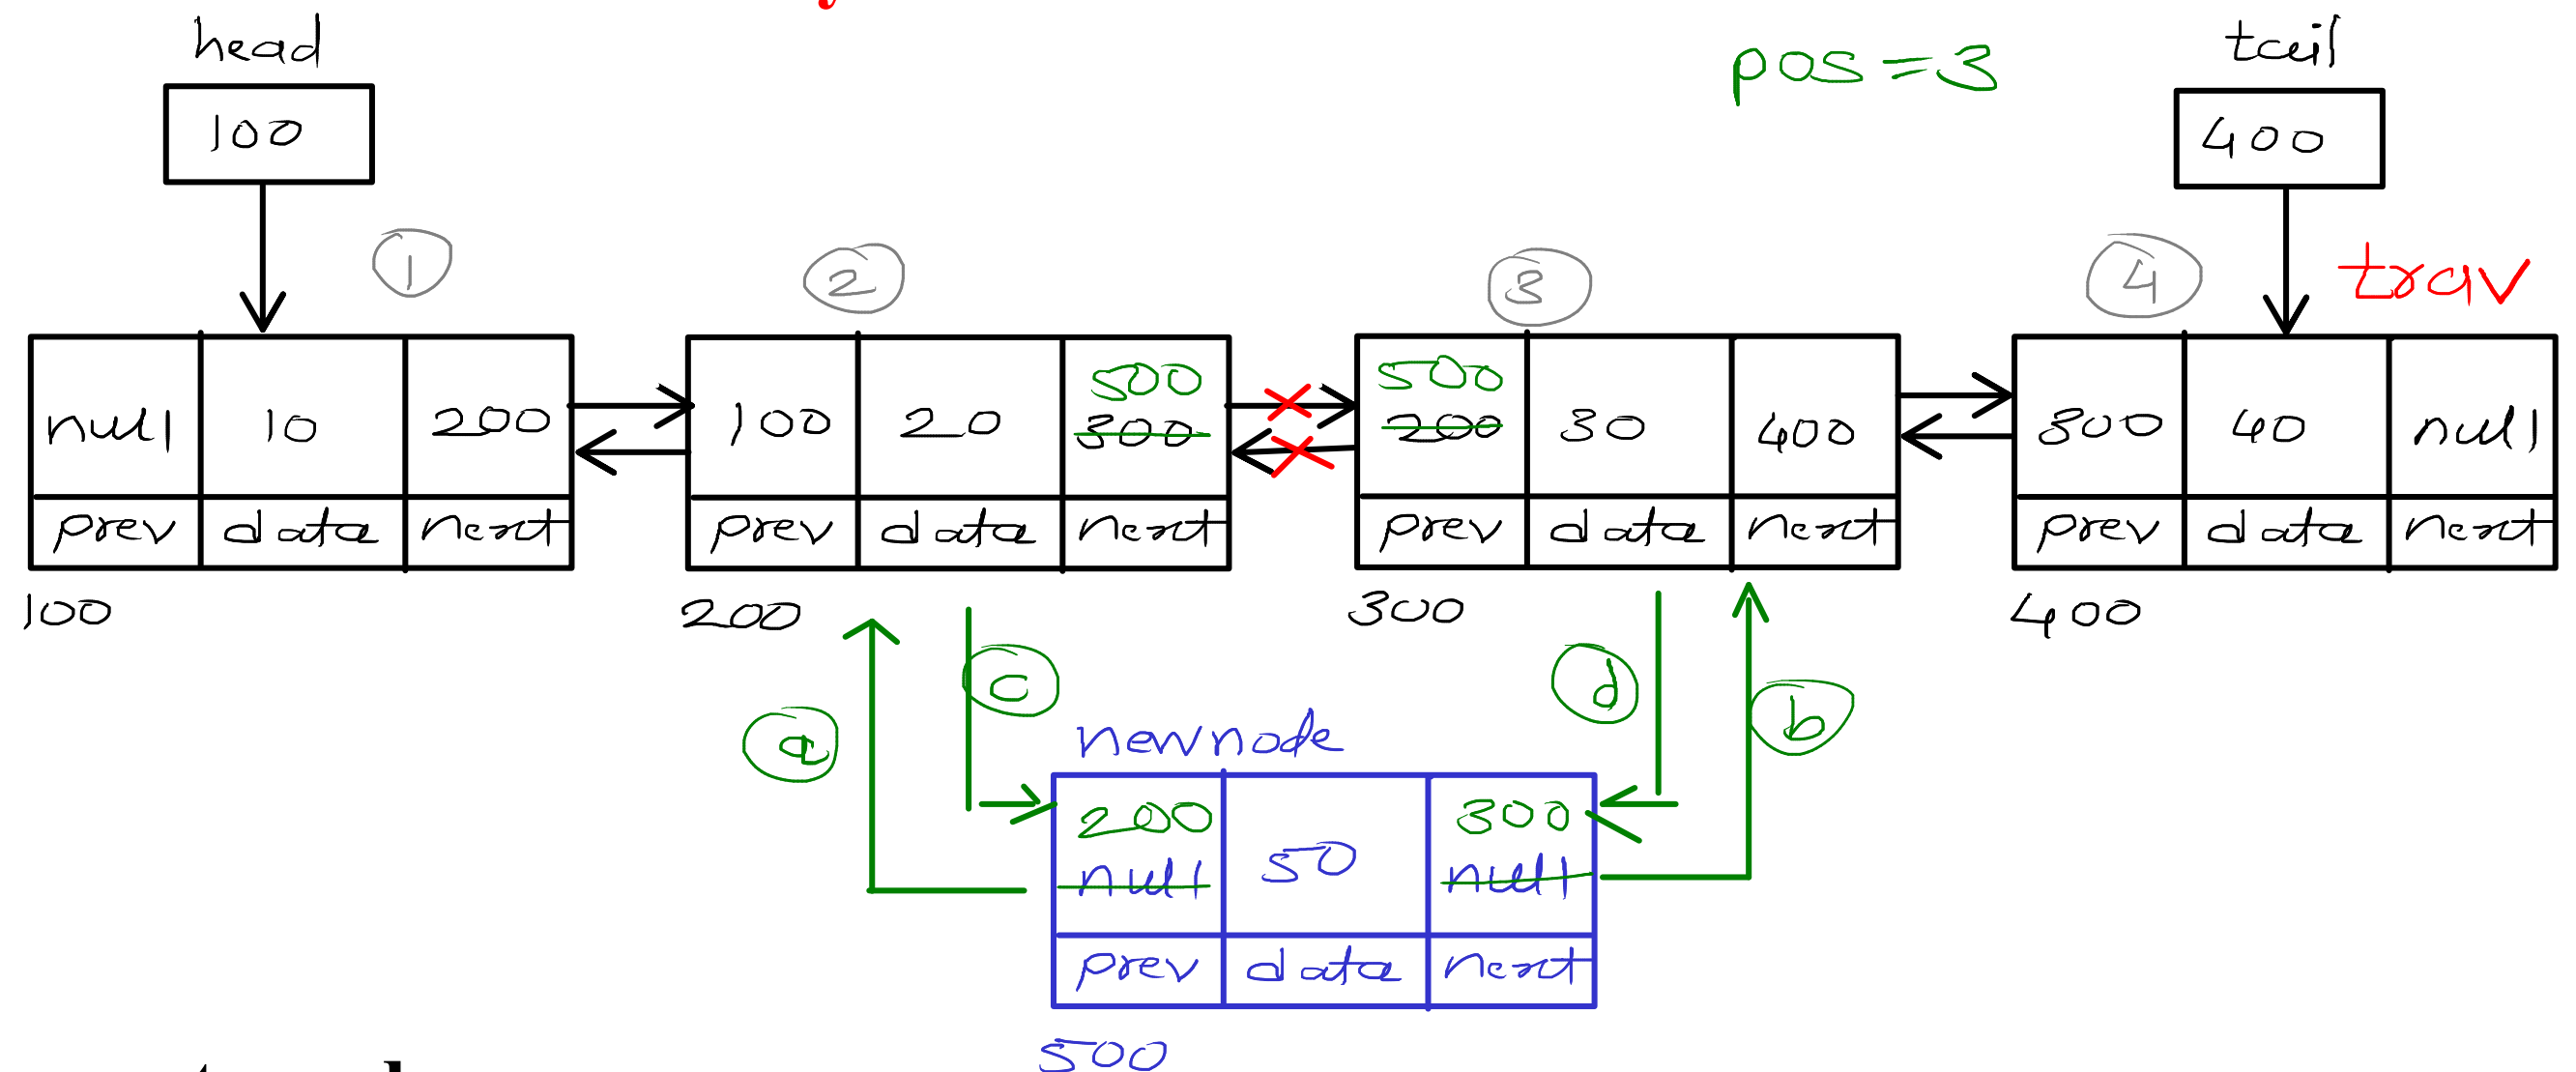 head
pos = 3
tail
100
400
1
2
3
4
trav
500
500
null 10 200
100 20 300
200 30 400
300 40 null
prev data next
prev data next
prev data next
prev data next
100
200
300
400
c
d
a
b
newnode
200
300
null 50 null
prev data next
500